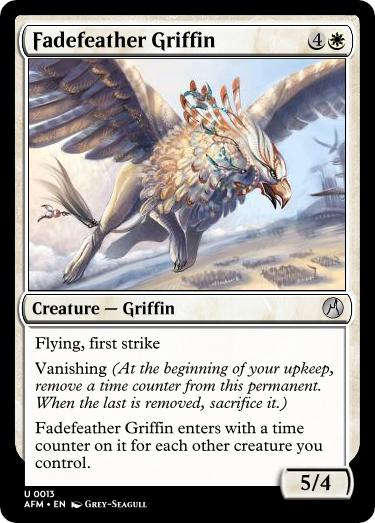 Fadefeather Griffin 4
Creature — Griffin
Flying, first strike
Vanishing (At the beginning of your upkeep,
remove a time counter from this permanent.
When the last is removed, sacrifice it.)
Fadefeather Griffin enters with a time
counter on it for each other creature you
control.
5/4
U 0013
AFM • EN Grey-Seagull